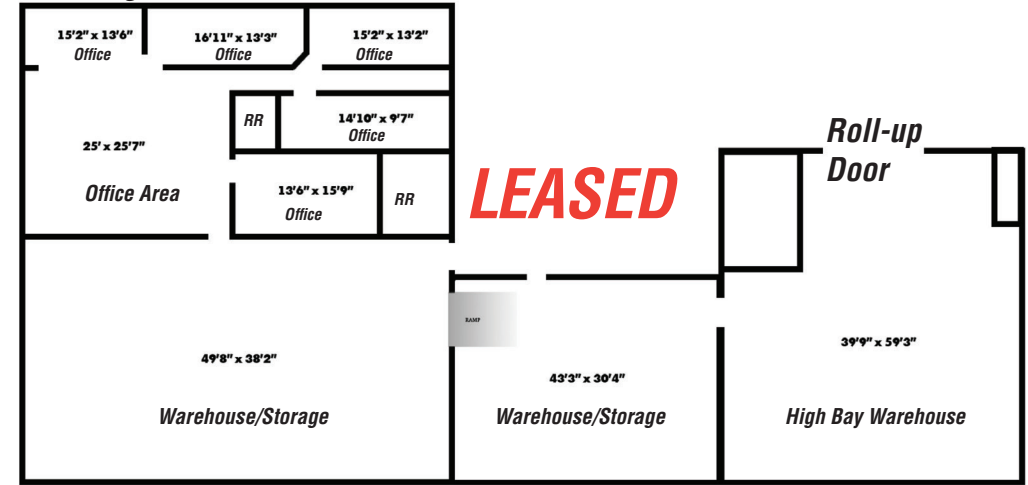 15'2" x 13'6"
Office
16'11" x 13'3"
Office
15'2" x 13'2"
Office
RR
14'10" x 9'7"
Office
25' x 25'7"
Office Area
13'6" x 15'9"
Office
RR
LEASED
Roll-up
Door
RAMP
49'8" x 38'2"
Warehouse/Storage
43'3" x 30'4"
Warehouse/Storage
39'9" x 59'3"
High Bay Warehouse